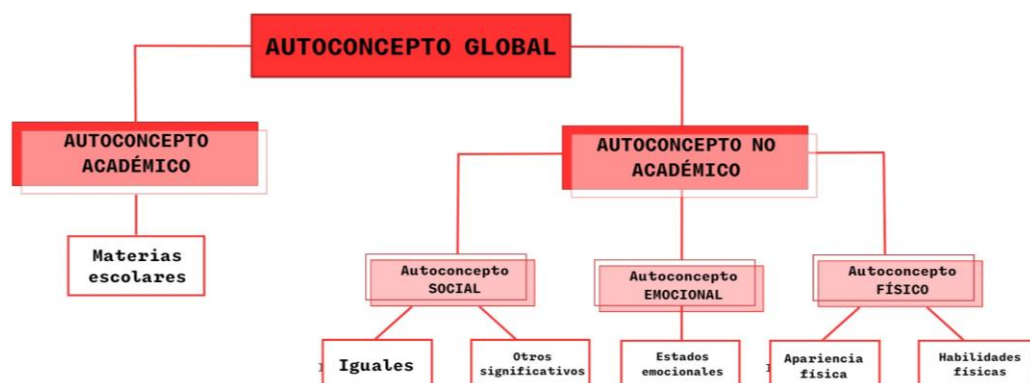 AUTOCONCEPTO GLOBAL
AUTOCONCEPTO
ACADÉMICO
AUTOCONCEPTO NO
ACADÉMICO
Materias
escolares
Autoconcepto
SOCIAL
Autoconcepto
EMOCIONAL
Autoconcepto
FÍSICO
Iguales
Otros
significativos
Estados
emocionales
Apariencia
física
Habilidades
físicas